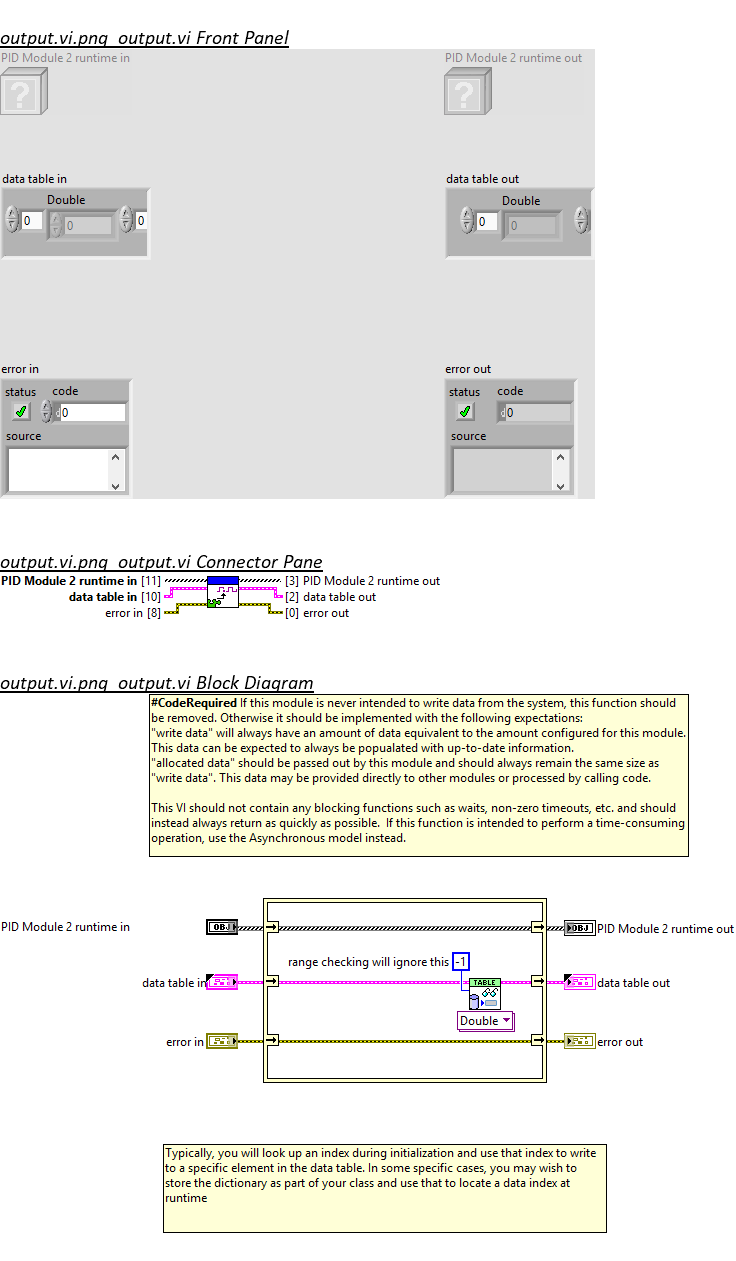 output.vi.png output.vi Front Panel
PID Module 2 runtime in
PID Module 2 runtime out
?
?
data table in
data table out
Double
Double
0
0
0
0
0
error in
error out
status
code
status
code
d0
d0
source
source
output.vi.png output.vi Connector Pane
PID Module 2 runtime in [11]
[3] PID Module 2 runtime out
data table in [10]
[2] data table out
error in [8]
[0] error out
output.vi.png output.vi Block Diagram
#CodeRequired If this module is never intended to write data from the system, this function should
be removed. Otherwise it should be implemented with the following expectations:
"write data" will always have an amount of data equivalent to the amount configured for this module.
This data can be expected to always be popualated with up-to-date information.
"allocated data" should be passed out by this module and should always remain the same size as
"write data". This data may be provided directly to other modules or processed by calling code.
This VI should not contain any blocking functions such as waits, non-zero timeouts, etc. and should
instead always return as quickly as possible. If this function is intended to perform a time-consuming
operation, use the Asynchronous model instead.
PID Module 2 runtime in
OBJ
OBJ
PID Module 2 runtime out
range checking will ignore this
-1
data table in
TABLE
data table out
Double
error in
error out
Typically, you will look up an index during initialization and use that index to write
to a specific element in the data table. In some specific cases, you may wish to
store the dictionary as part of your class and use that to locate a data index at
runtime